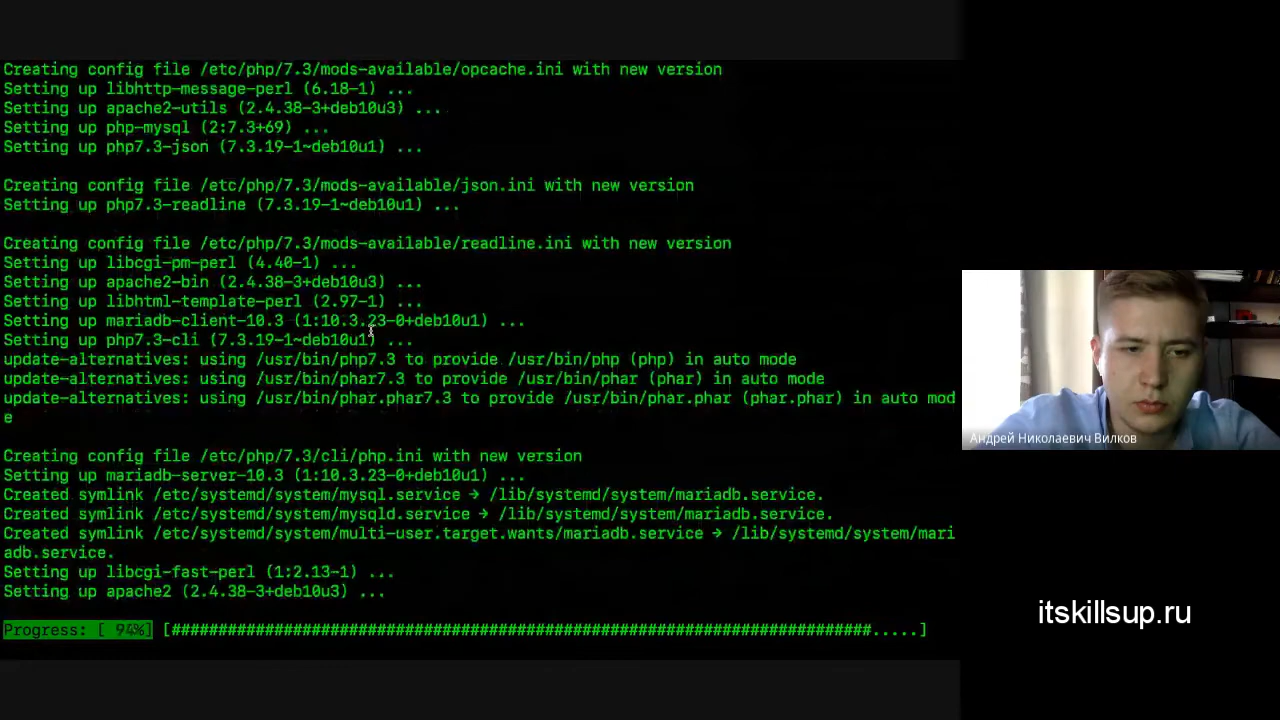 Creating config file /etc/php/7.3/mods-available/opcache.ini with new version
Setting up libhttp-message-perl (6.18-1) ...
Setting up apache2-utils (2.4.38-3+deb10u3) ...
Setting up php-mysql (2:7.3+69) ...
Setting up php7.3-json (7.3.19-1~deb10u1) ...
Creating config file /etc/php/7.3/mods-available/json.ini with new version
Setting up php7.3-readline (7.3.19-1~deb10u1) ...
Creating config file /etc/php/7.3/mods-available/readline.ini with new version
Setting up libcgi-pm-perl (4.40-1) ...
Setting up apache2-bin (2.4.38-3+deb10u3) ...
Setting up libhtml-template-perl (2.97-1) ...
Setting up mariadb-client-10.3 (1:10.3.23-0+deb10u1) ...
Setting up php7.3-cli (7.3.19-1~deb10u1) ...
update-alternatives: using /usr/bin/php7.3 to provide /usr/bin/php (php) in auto mode
update-alternatives: using /usr/bin/phar7.3 to provide /usr/bin/phar (phar) in auto mode
update-alternatives: using /usr/bin/phar.phar7.3 to provide /usr/bin/phar.phar (phar.phar) in auto mod
e
Creating config file /etc/php/7.3/cli/php.ini with new version
Setting up mariadb-server-10.3 (1:10.3.23-0+deb10u1) ...
Created symlink /etc/systemd/system/mysql.service → /lib/systemd/system/mariadb.service.
Created symlink /etc/systemd/system/mysqld.service → /lib/systemd/system/mariadb.service.
Created symlink /etc/systemd/system/multi-user.target.wants/mariadb.service → /lib/systemd/system/mari
adb.service.
Setting up libcgi-fast-perl (1:2.13-1) ...
Setting up apache2 (2.4.38-3+deb10u3) ...
Progress: [ 94%] [###########################################################################.....]
Андрей Николаевич Вилков
itskillsup.ru